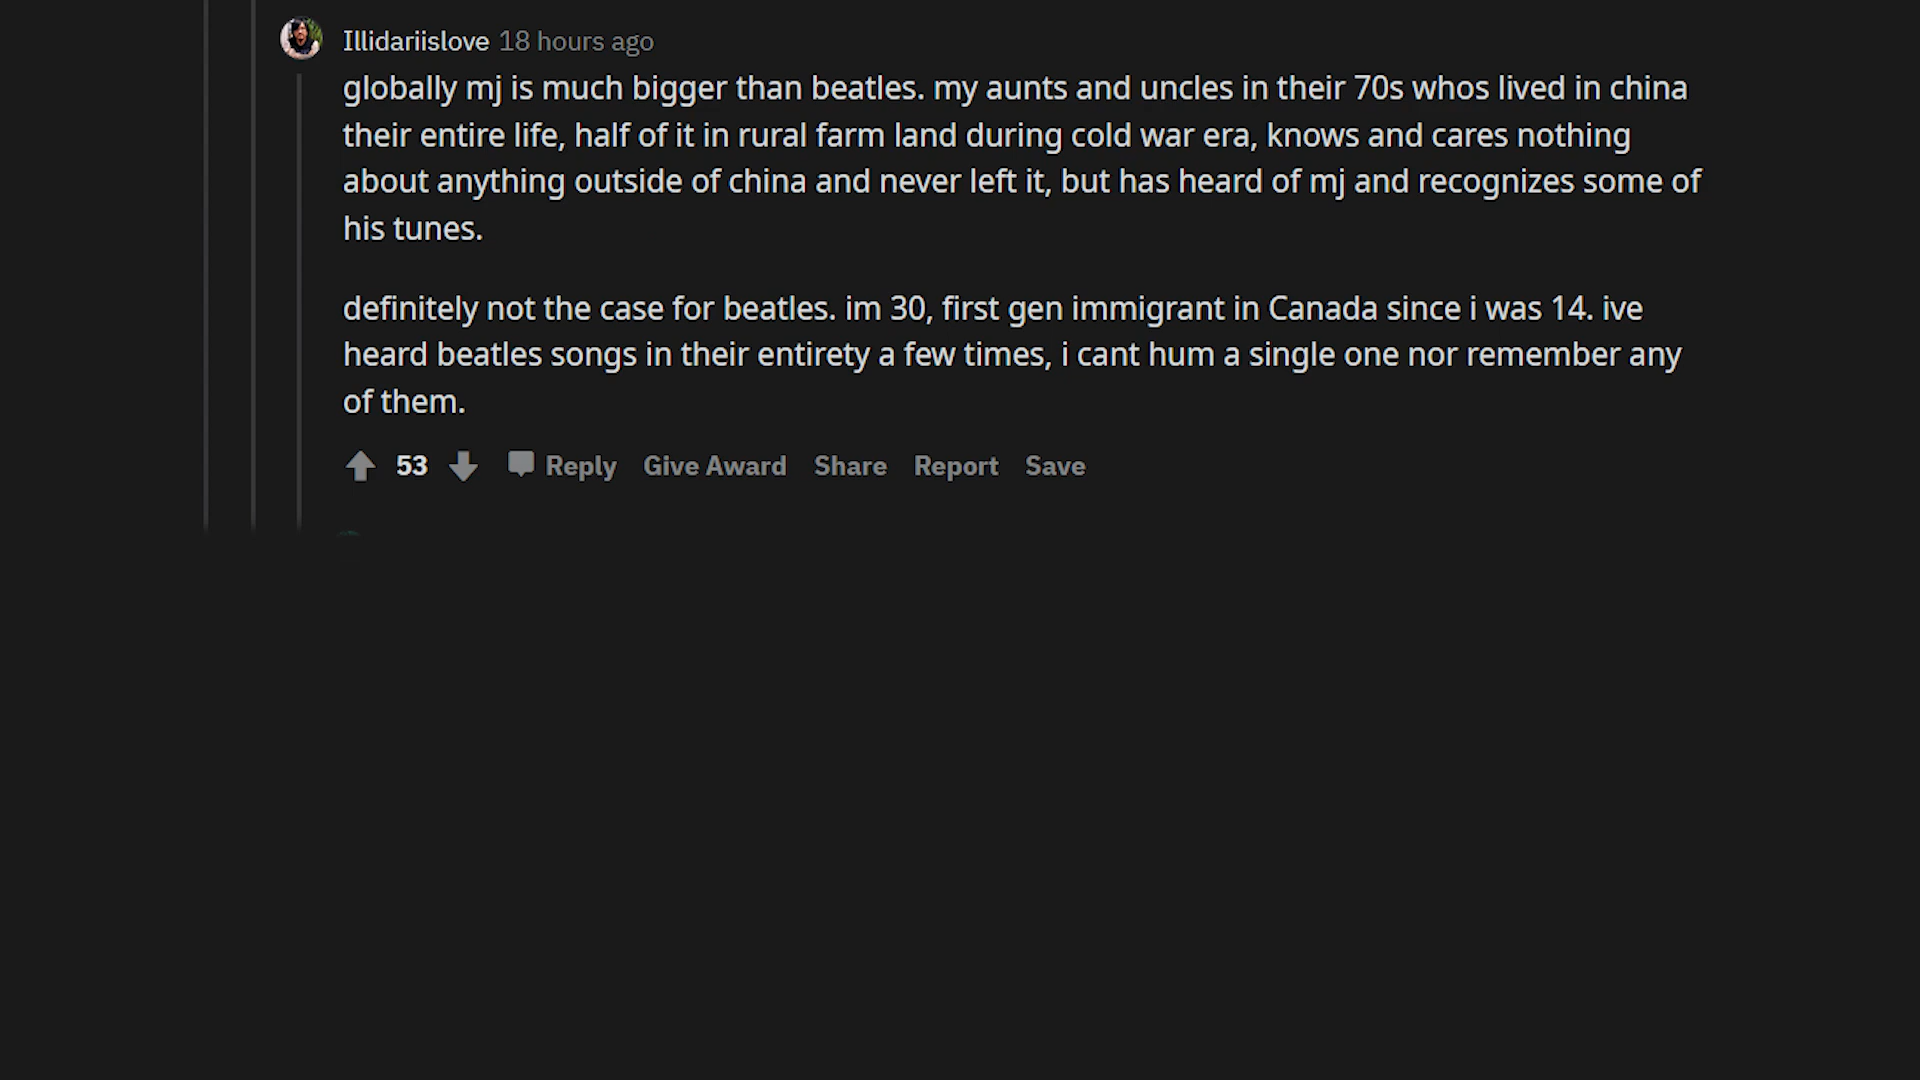 Illidariislove 18 hours ago
globally mj is much bigger than beatles. my aunts and uncles in their 70s whos lived in china
their entire life, half of it in rural farm land during cold war era, knows and cares nothing
about anything outside of china and never left it, but has heard of mj and recognizes some of
his tunes.
definitely not the case for beatles. im 30, first gen immigrant in Canada since i was 14. ive
heard beatles songs in their entirety a few times, i cant hum a single one nor remember any
of them.
53 Reply Give Award Share Report Save